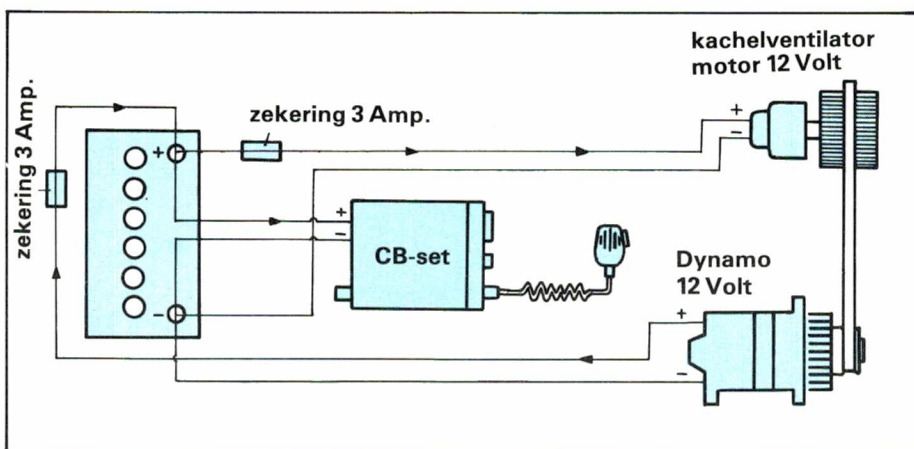 kachelventilator
motor 12 Volt
zekering 3 Amp.
zekering 3 Amp.
+
-
+
-
+
-
CB-set
Dynamo
12 Volt
+
-